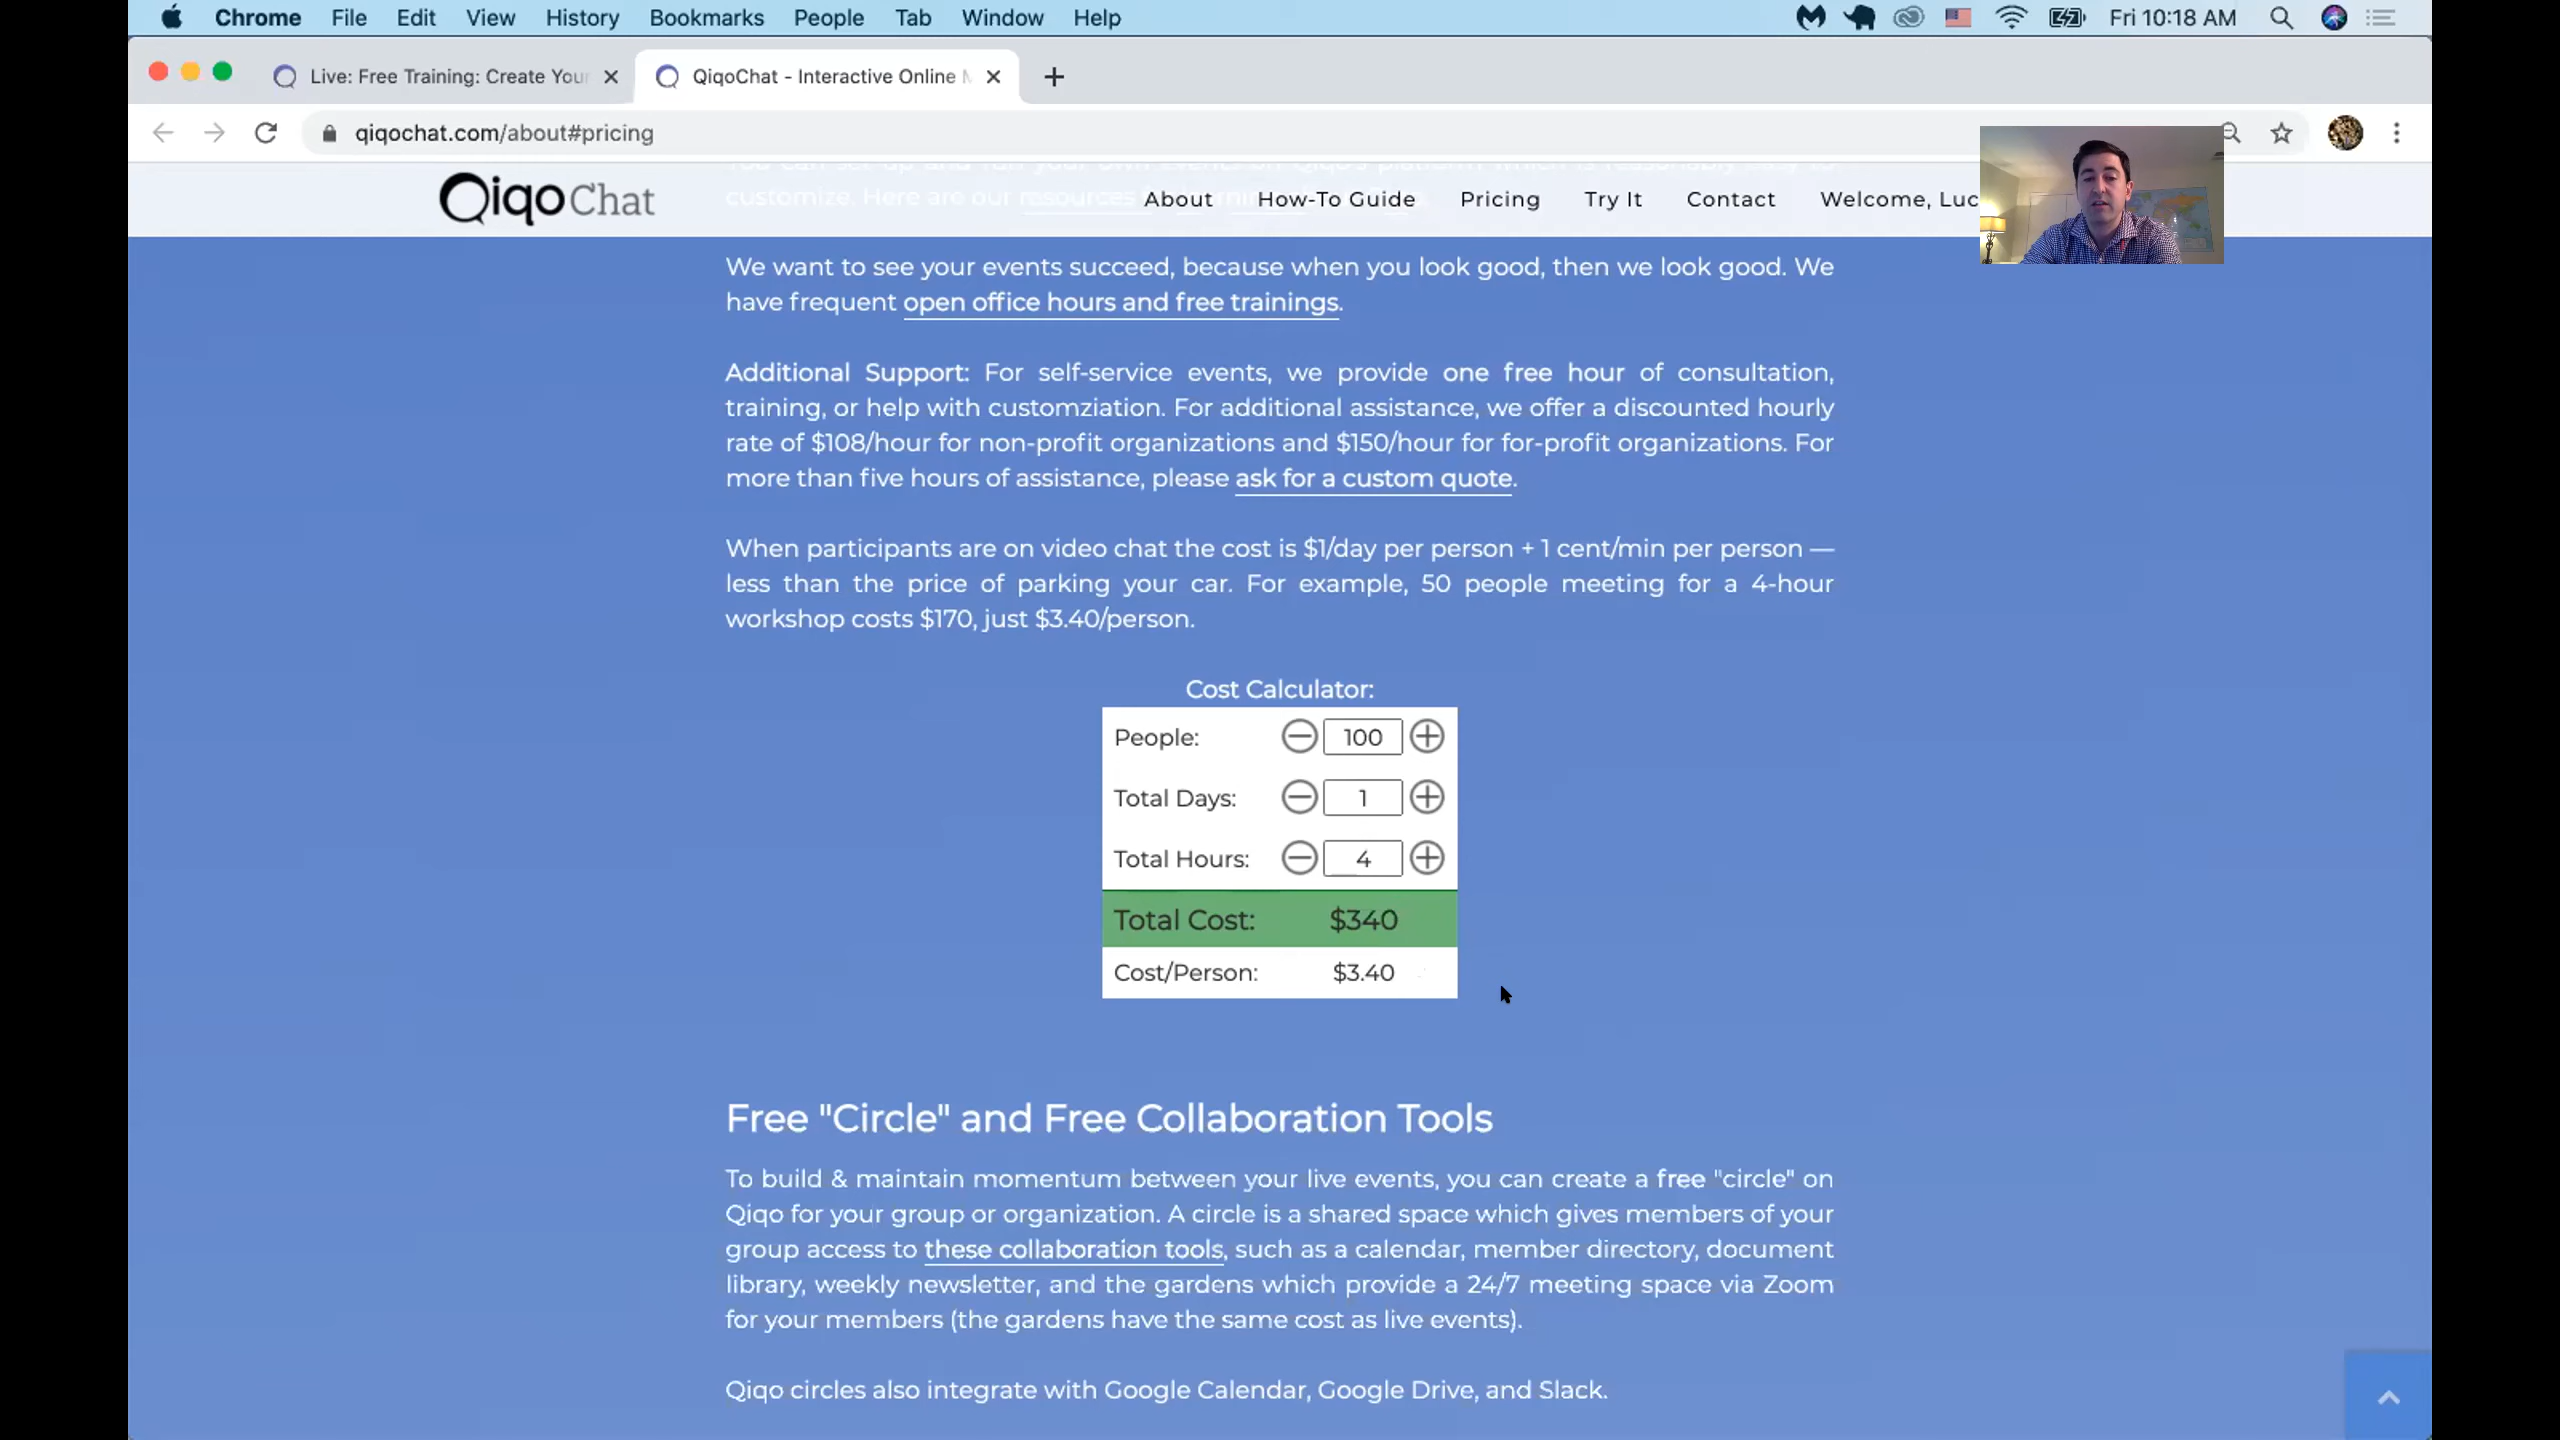 Chrome File Edit View History Bookmarks People Tab Window Help Fri 10:18 AM
Live: Free Training: Create Your
QiqoChat - Interactive Online M
qiqochat.com/about#pricing
QiqoChat
customize. Here are our resources
About How-To Guide Pricing Try It Contact Welcome, Luc
We want to see your events succeed, because when you look good, then we look good. We
have frequent open office hours and free trainings.
Additional Support: For self-service events, we provide one free hour of consultation,
training, or help with customziation. For additional assistance, we offer a discounted hourly
rate of $108/hour for non-profit organizations and $150/hour for for-profit organizations. For
more than five hours of assistance, please ask for a custom quote.
When participants are on video chat the cost is $1/day per person + 1 cent/min per person —
less than the price of parking your car. For example, 50 people meeting for a 4-hour
workshop costs $170, just $3.40/person.
Cost Calculator:
People: 100
Total Days: 1
Total Hours: 4
Total Cost: $340
Cost/Person: $3.40
Free "Circle" and Free Collaboration Tools
To build & maintain momentum between your live events, you can create a free "circle" on
Qiqo for your group or organization. A circle is a shared space which gives members of your
group access to these collaboration tools, such as a calendar, member directory, document
library, weekly newsletter, and the gardens which provide a 24/7 meeting space via Zoom
for your members (the gardens have the same cost as live events).
Qiqo circles also integrate with Google Calendar, Google Drive, and Slack.